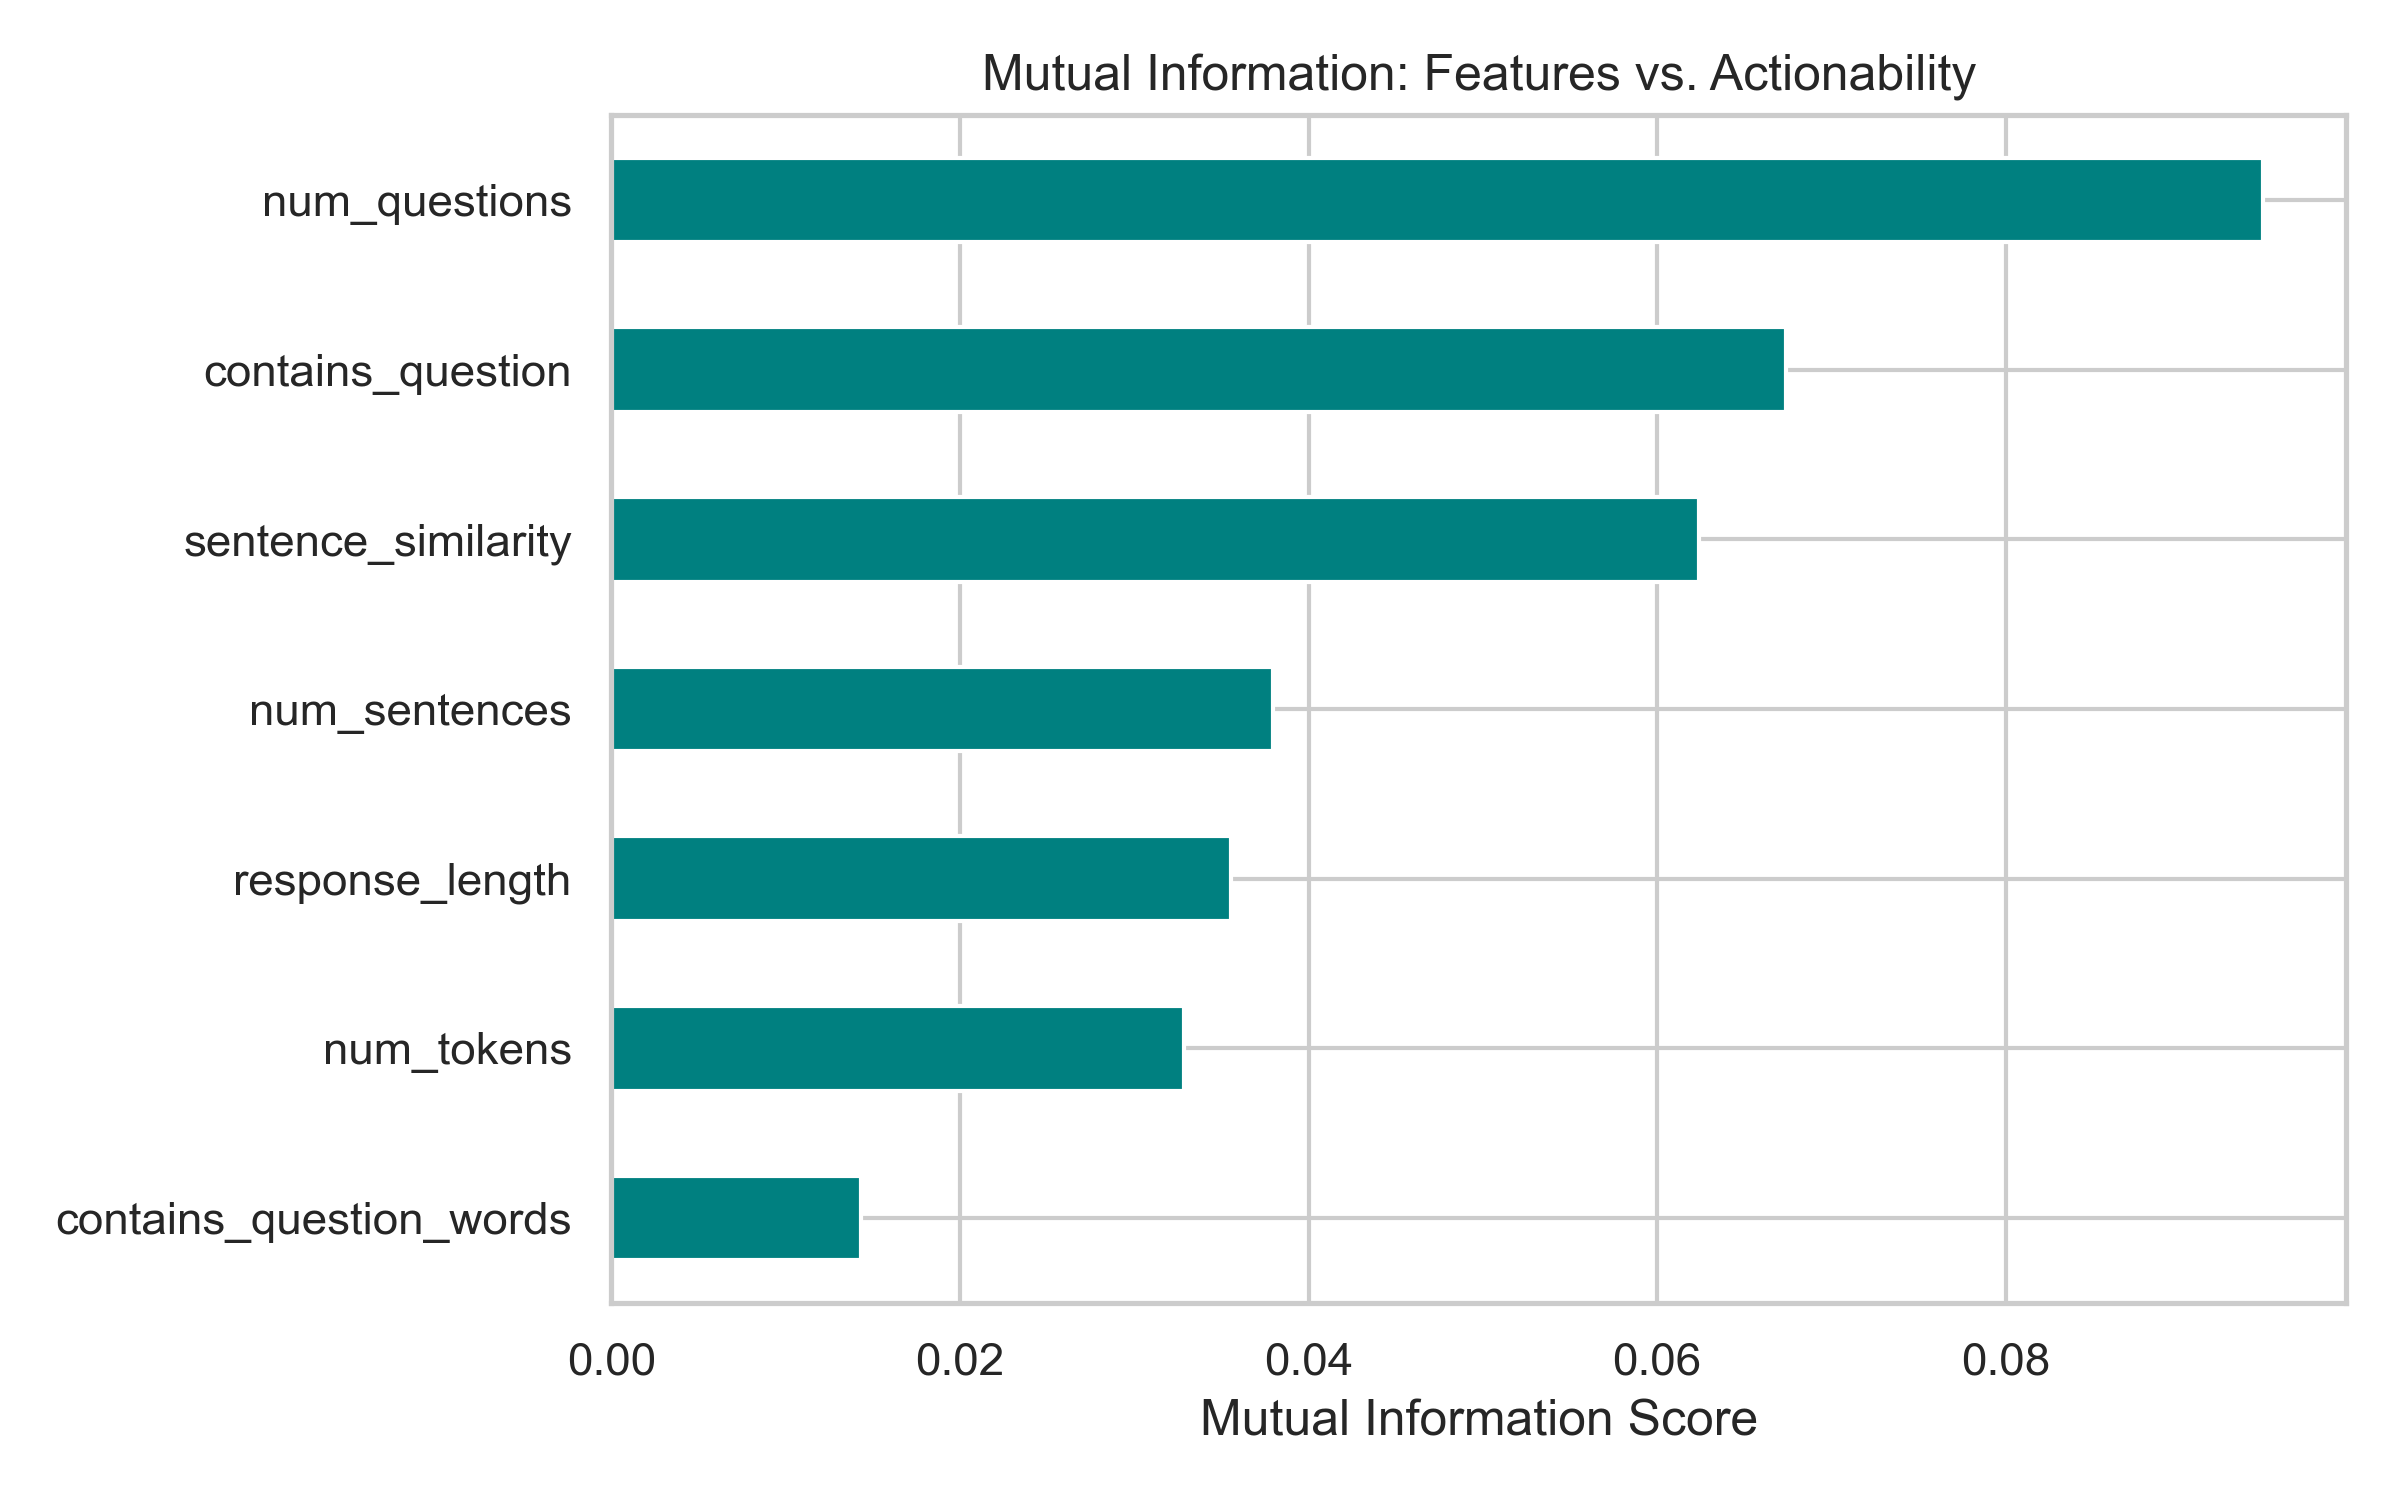 Mutual Information: Features vs. Actionability
num_questions
contains_question
sentence_similarity
num_sentences
response_length
num_tokens
contains_question_words
0.00 0.02 0.04 0.06 0.08
Mutual Information Score